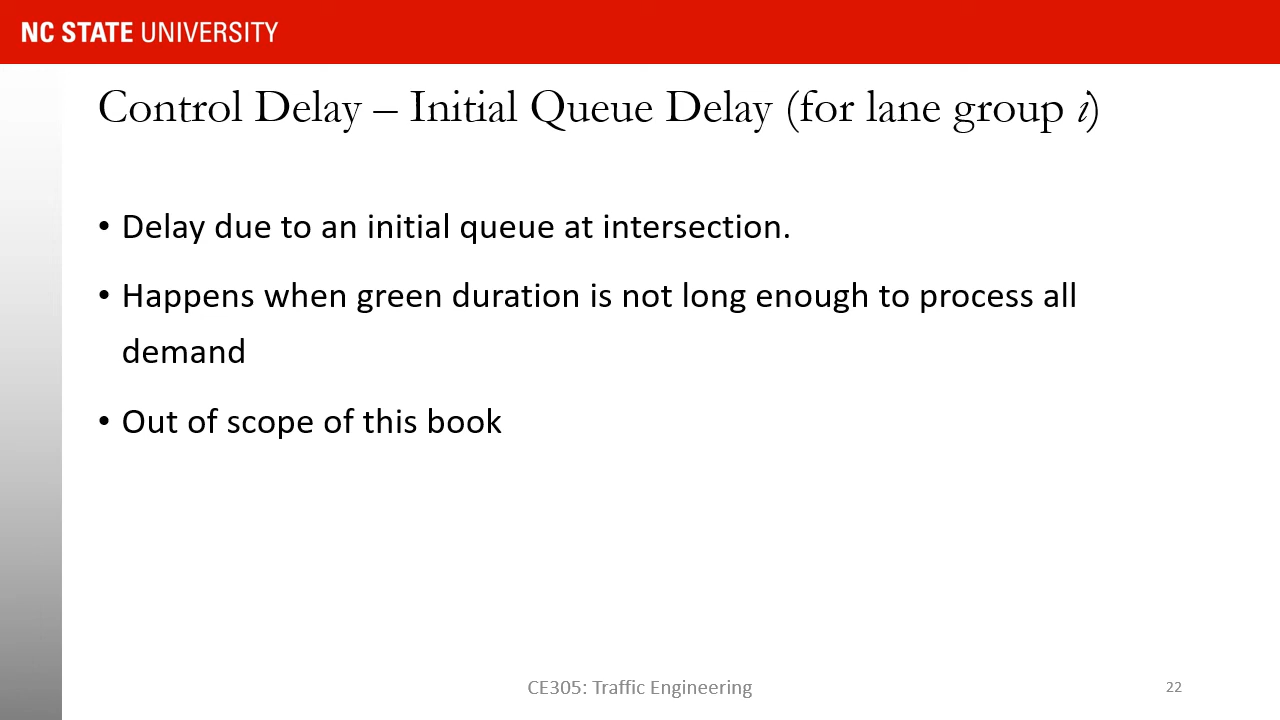 NC STATE UNIVERSITY
Control Delay – Initial Queue Delay (for lane group i)
• Delay due to an initial queue at intersection.
• Happens when green duration is not long enough to process all
demand
• Out of scope of this book
CE305: Traffic Engineering
22